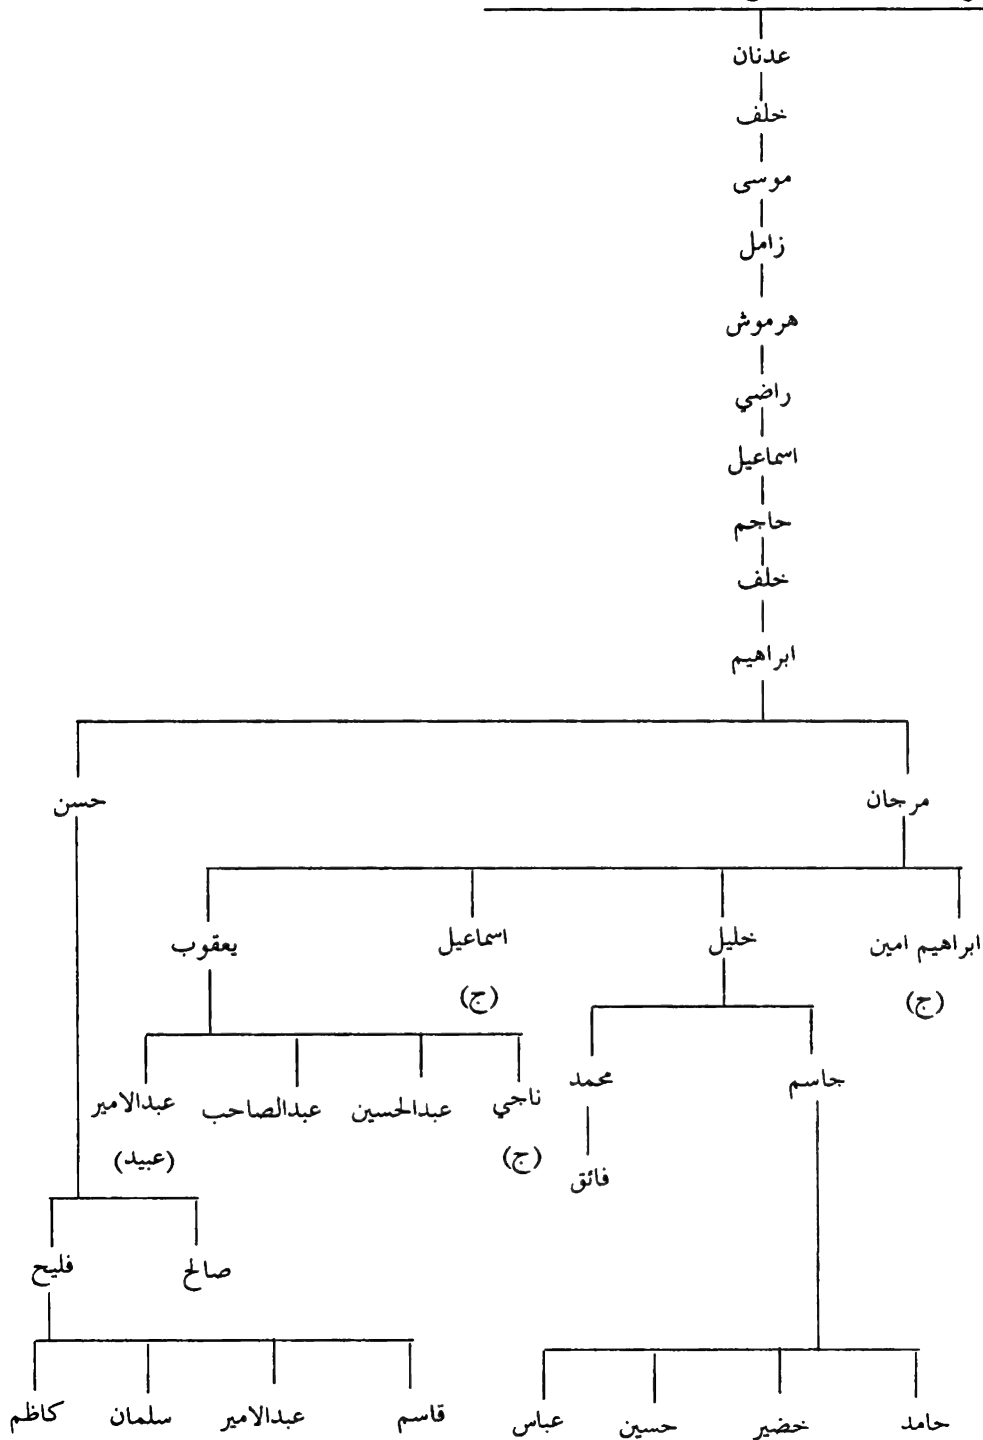 عدنان
خلف
موسى
زامل
هرموش
راضي
اسماعيل
حاجم
خلف
ابراهيم
مرجان حسن
ابراهيم امين خليل اسماعيل يعقوب
(ج) (ج)
جاسم محمد ناجي عبدالحسين عبدالصاحب عبدالامير
(ج) (عبيد)
فائق
صالح فليح
حامد خضير حسين عباس قاسم عبدالامير سلمان كاظم